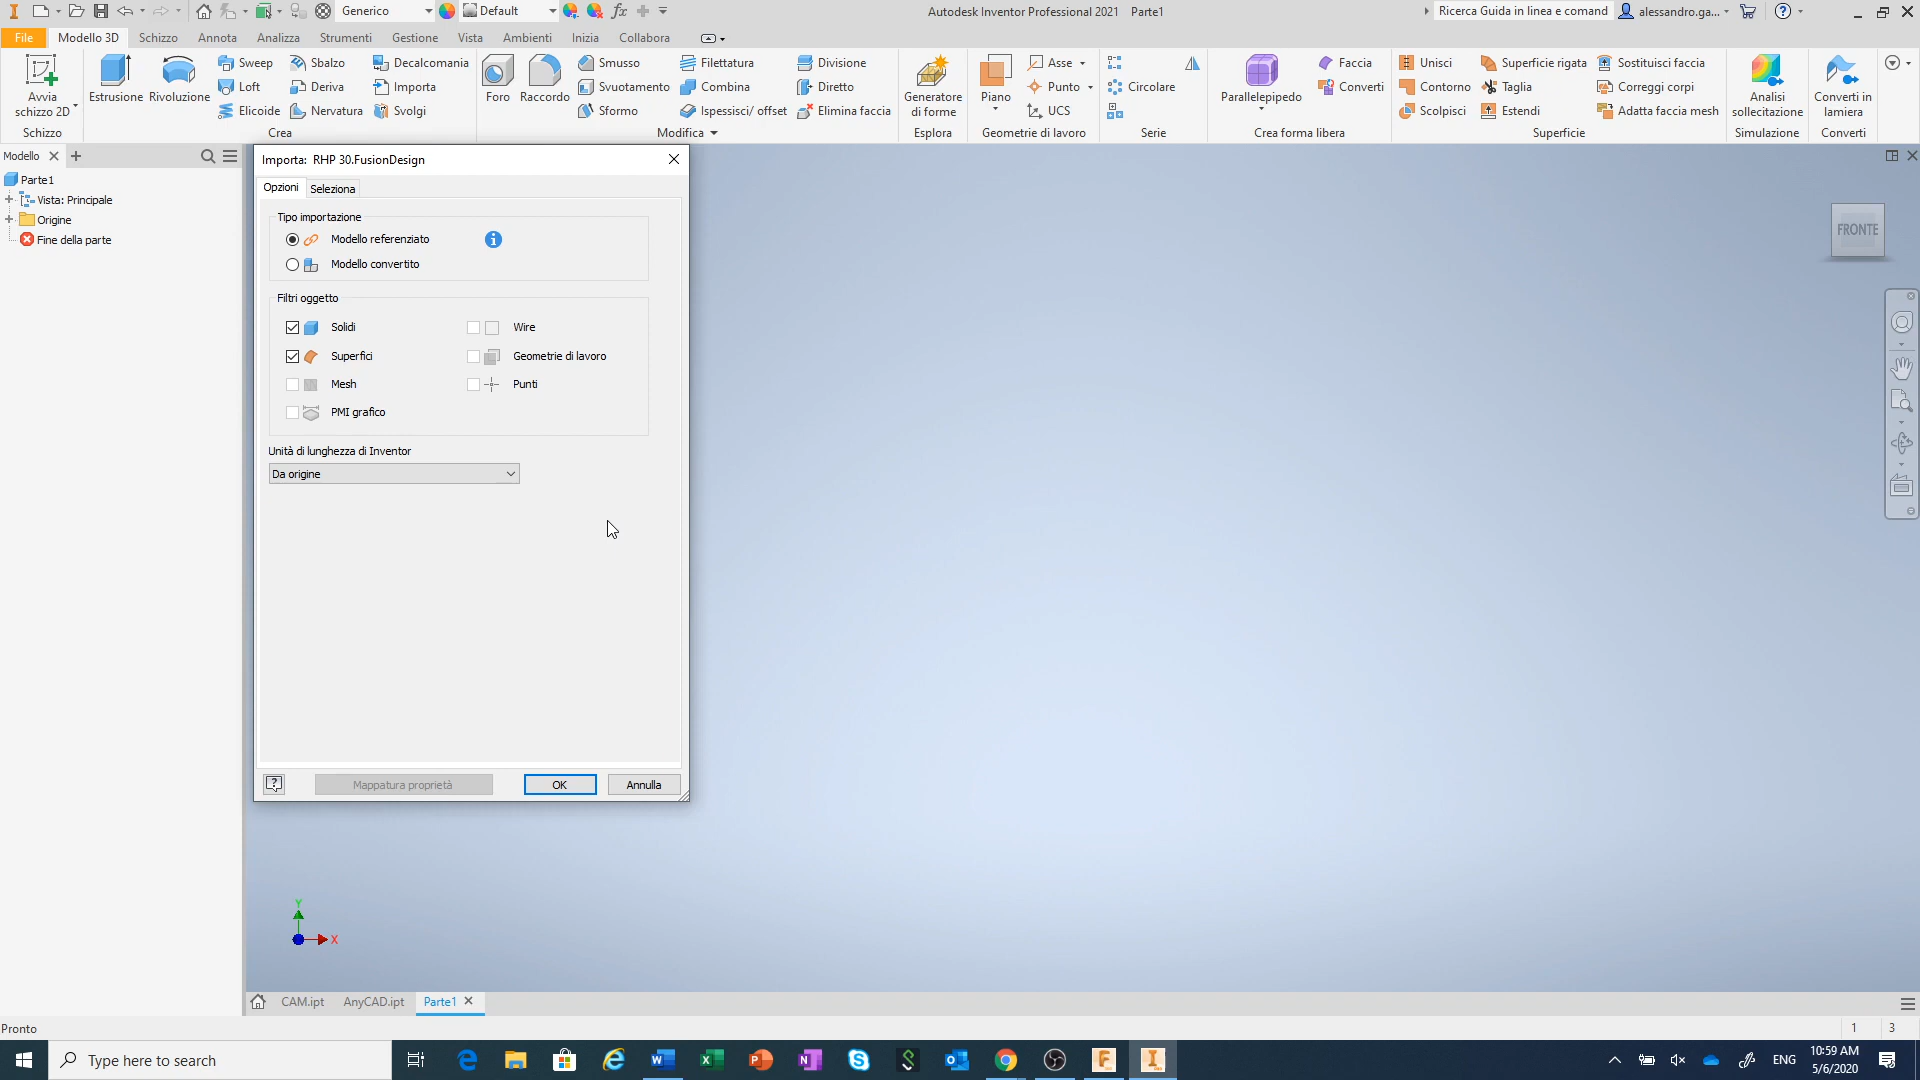 Generico
Default
fx
Autodesk Inventor Professional 2021 Parte1
Ricerca Guida in linea e comand
alessandro.ga...
File
Modello 3D
Schizzo
Annota
Analizza
Strumenti
Gestione
Vista
Ambienti
Inizia
Collabora
Avvia schizzo 2D
Estrusione
Rivoluzione
Sweep
Loft
Elicoide
Sbalzo
Deriva
Nervatura
Decalcomania
Importa
Svolgi
Foro
Raccordo
Smusso
Svuotamento
Sformo
Filettatura
Combina
Ispessisci/ offset
Divisione
Diretto
Elimina faccia
Generatore di forme
Piano
Asse
Punto
UCS
Circolare
Parallelepipedo
Faccia
Converti
Unisci
Contorno
Scolpisci
Superficie rigata
Taglia
Estendi
Sostituisci faccia
Correggi corpi
Adatta faccia mesh
Analisi sollecitazione
Converti in lamiera
Schizzo
Crea
Modifica
Esplora
Geometrie di lavoro
Serie
Crea forma libera
Superficie
Simulazione
Converti
Modello
Parte1
Vista: Principale
Origine
Fine della parte
Importa: RHP 30.FusionDesign
Opzioni
Seleziona
Tipo importazione
Modello referenziato
Modello convertito
Filtri oggetto
Solidi
Wire
Superfici
Geometrie di lavoro
Mesh
Punti
PMI grafico
Unità di lunghezza di Inventor
Da origine
Mappatura proprietà
OK
Annulla
FRONTE
Y
X
CAM.ipt
AnyCAD.ipt
Parte1
Pronto
1
3
Type here to search
ENG
10:59 AM
5/6/2020